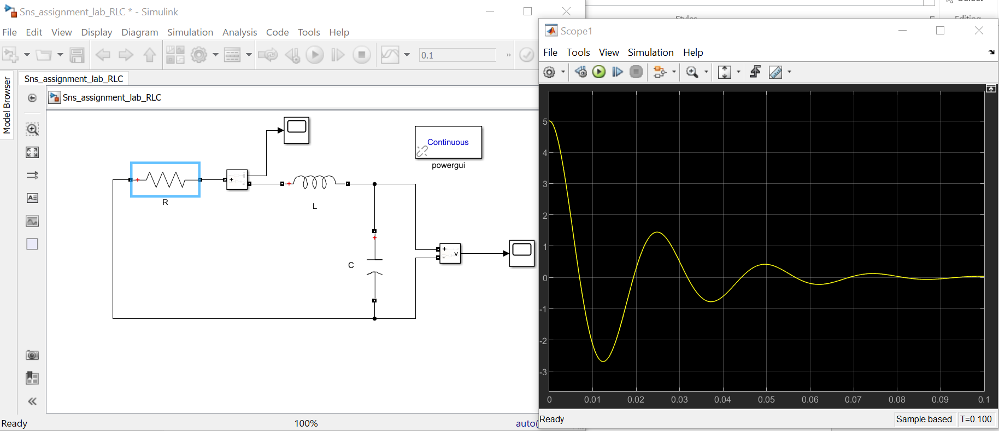 Sns_assignment_lab_RLC * - Simulink
File Edit View Display Diagram Simulation Analysis Code Tools Help
0.1
»
Model Browser
Sns_assignment_lab_RLC
Sns_assignment_lab_RLC
Continuous
powergui
R
+
+
i
-
+
L
+
C
+
-
v
Ready
100%
auto(
Styles
Editing
Select
Scope1
File Tools View Simulation Help
5
4
3
2
1
0
-1
-2
-3
0 0.01 0.02 0.03 0.04 0.05 0.06 0.07 0.08 0.09 0.1
Ready
Sample based
T=0.100